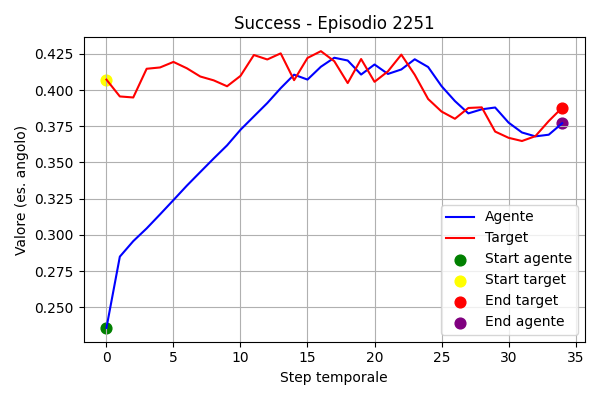 Success - Episodio 2251
Valore (es. angolo)
0.425
0.400
0.375
0.350
0.325
0.300
0.275
0.250
Agente
Target
Start agente
Start target
End target
End agente
0 5 10 15 20 25 30 35
Step temporale